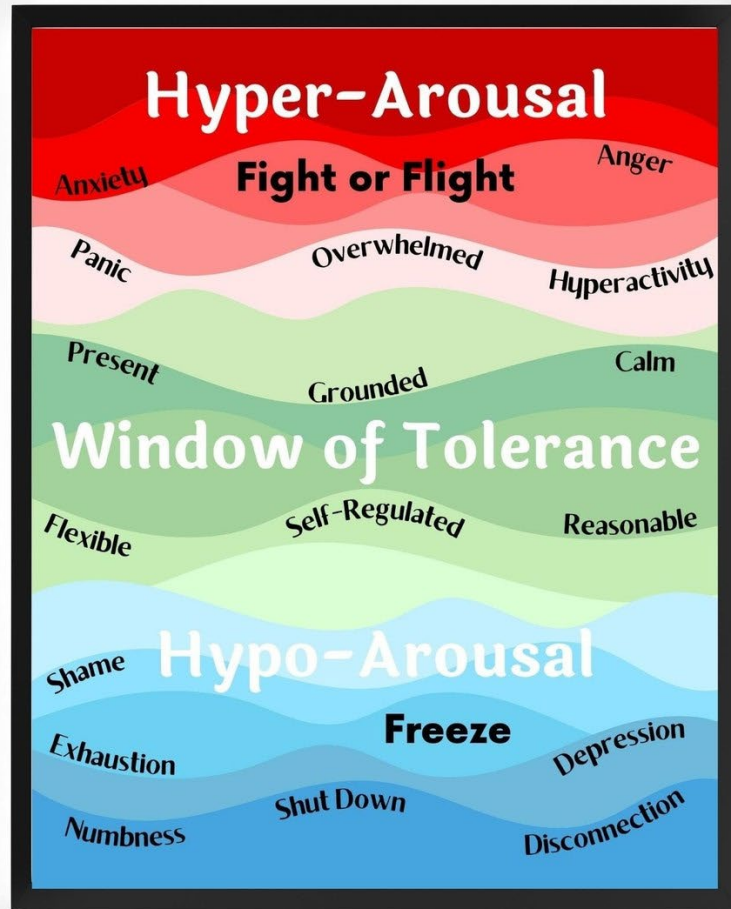 Hyper-Arousal
Anxiety
Fight or Flight
Anger
Panic
Overwhelmed
Hyperactivity
Present
Grounded
Calm
Window of Tolerance
Flexible
Self-Regulated
Reasonable
Hypo-Arousal
Shame
Freeze
Exhaustion
Depression
Shut Down
Numbness
Disconnection